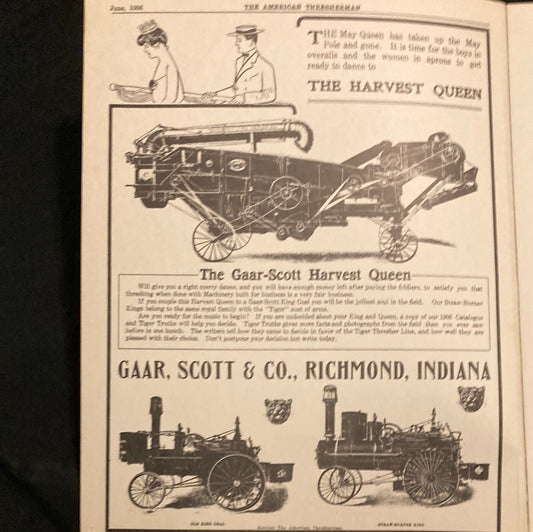 June, 1906
THE AMERICAN THRESHERMAN
THE May Queen has taken up the May
Pole and gone. It is time for the boys in
overalls and the women in aprons to get
ready to dance to
THE HARVEST QUEEN
The Gaar-Scott Harvest Queen
Will give you a right merry dance, and you will have enough money left after paying the fiddlers, to satisfy you that
threshing when done with Machinery built for business is a very fair business.
If you couple this Harvest Queen to a Gaar-Scott King Coal you will be the jolliest soul in the field. Our Straw-Burner
Kings belong to the same royal family with the "Tiger" coat of arms.
Are you ready for the music to begin? If you are undecided about your King and Queen, a copy of our 1906 Catalogue
and Tiger Truths will help you decide. Tiger Truths gives more facts and photographs from the field than you ever saw
before in one bunch. The writers tell how they came to decide in favor of the Tiger Thresher Line, and how well they are
pleased with their choice. Don't postpone your decision but write today.
GAAR, SCOTT & CO., RICHMOND, INDIANA
OLD KING COAL
STRAW-BURNER KING
Mention The American Thresherman